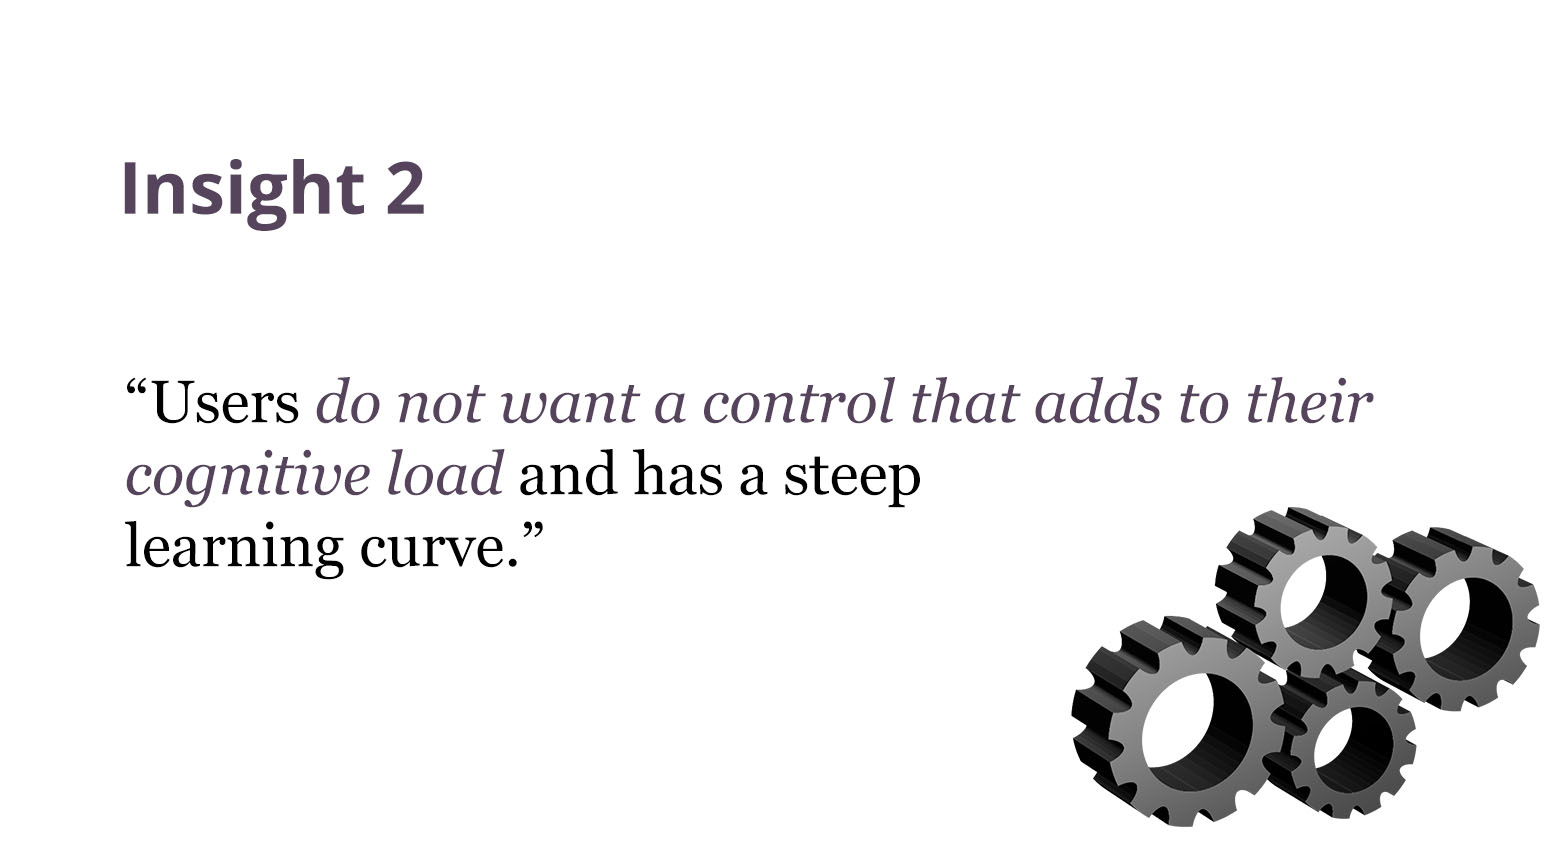 Insight 2
“Users do not want a control that adds to their
cognitive load and has a steep
learning curve.”